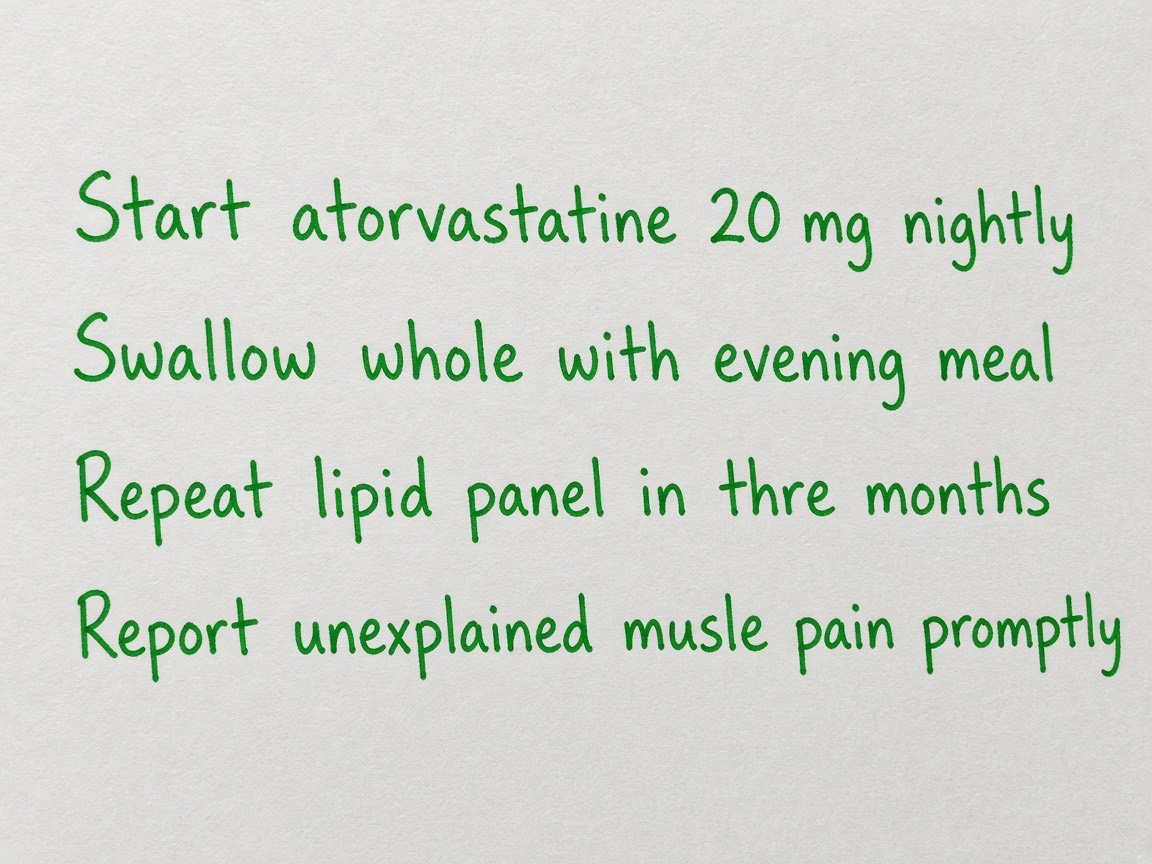 Start atorvastatine 20 mg nightly
Swallow whole with evening meal
Repeat lipid panel in thre months
Report unexplained musle pain promptly